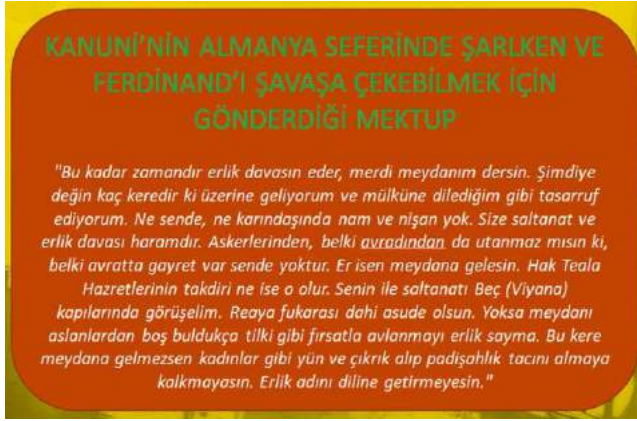 KANUNİ'NİN ALMANYA SEFERİNDE ŞARLKEN VE
FERDİNAND'I ŞAVAŞA ÇEKEBİLMEK İÇİN
GÖNDERDİĞİ MEKTUP
"Bu kadar zamandır erlik davasın eder, merdi meydanım dersin. Şimdiye
değin kaç keredir ki üzerine geliyorum ve mülküne dilediğim gibi tasarruf
ediyorum. Ne sende, ne karındaşında nam ve nişan yok. Size saltanat ve
erlik davası haramdır. Askerlerinden, belki avradından da utanmaz mısın ki,
belki avratta gayret var sende yoktur. Er isen meydana gelesin. Hak Teala
Hazretlerinin takdiri ne ise o olur. Senin ile saltanatı Beç (Viyana)
kapılarında görüşelim. Reaya fukarası dahi asude olsun. Yoksa meydanı
aslanlardan boş buldukça tilki gibi fırsatla avlanmayı erlik sayma. Bu kere
meydana gelmezsen kadınlar gibi yün ve çıkrık alıp padişahlık tacını almaya
kalkmayasın. Erlik adını diline getirmeyesin."